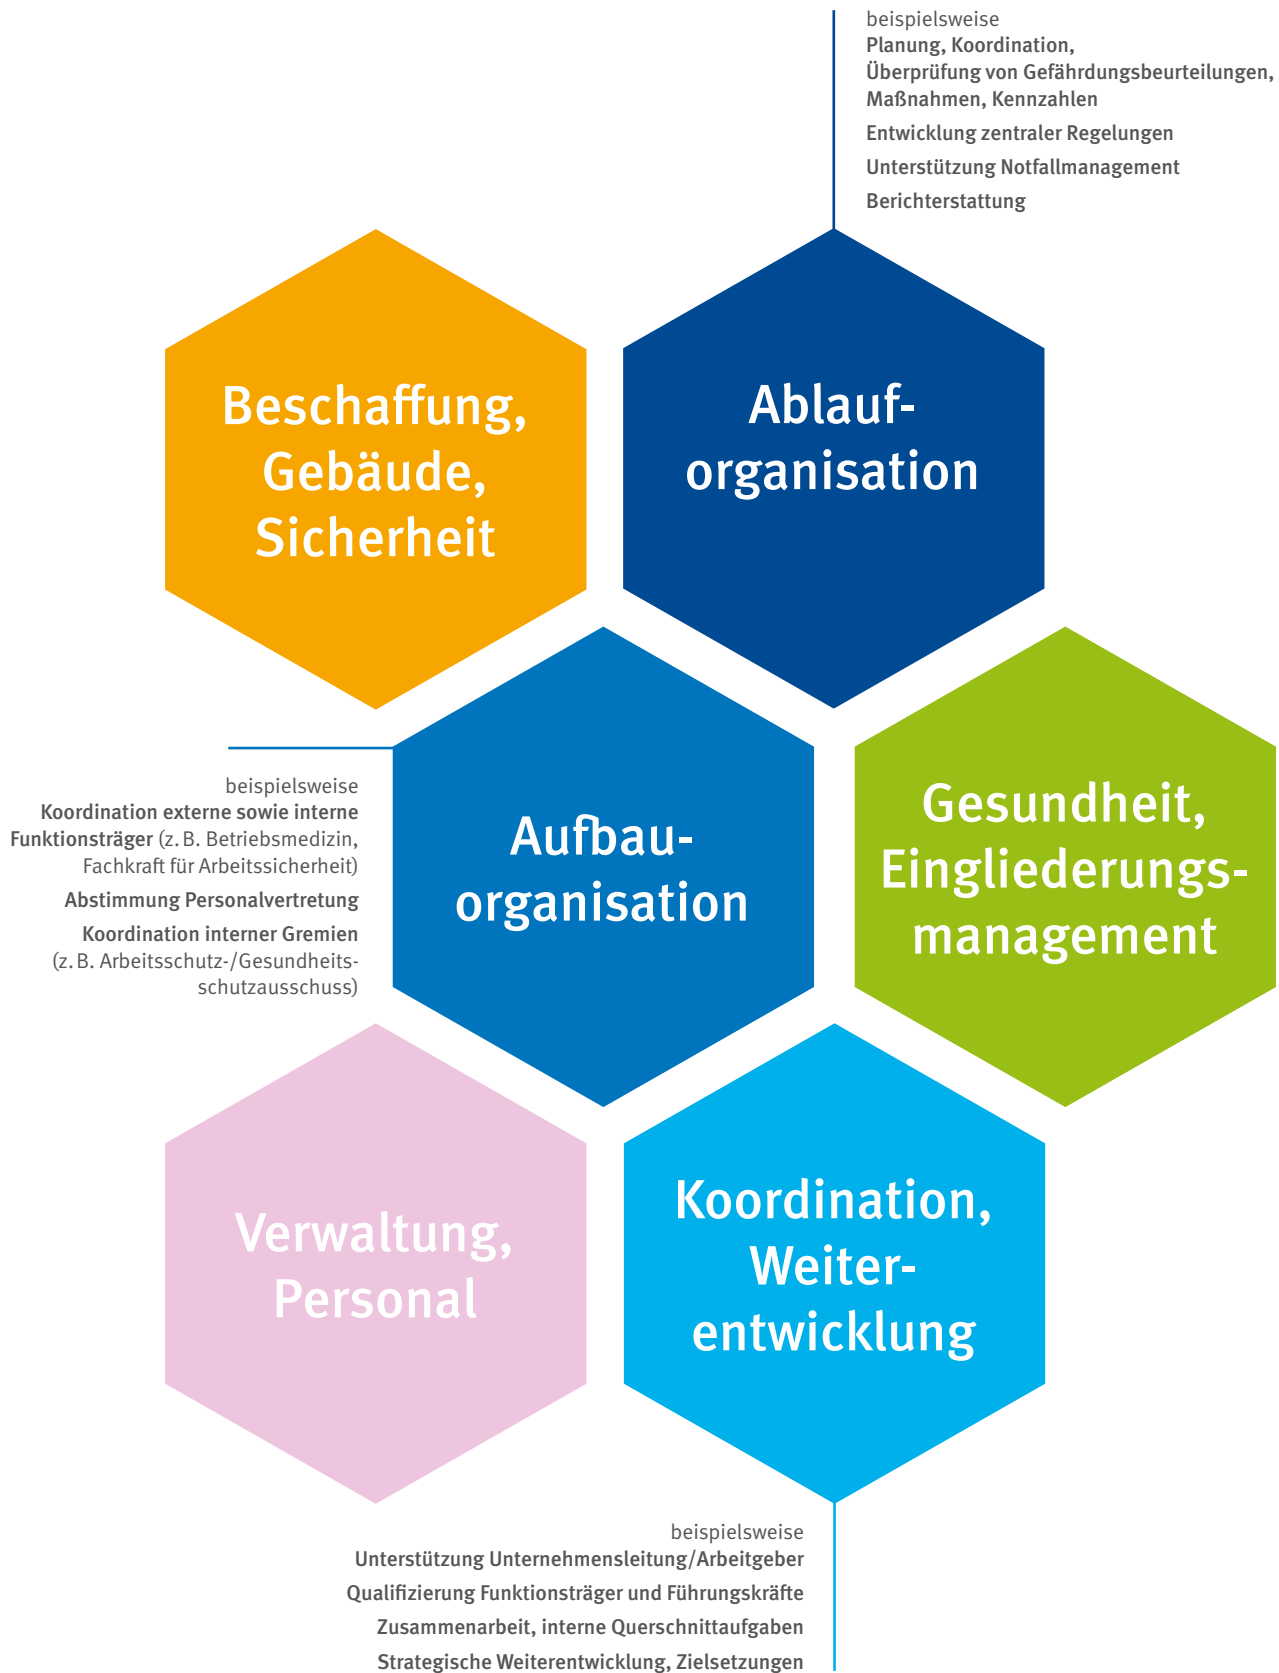 beispielsweise
Planung, Koordination,
Überprüfung von Gefährdungsbeurteilungen,
Maßnahmen, Kennzahlen
Entwicklung zentraler Regelungen
Unterstützung Notfallmanagement
Berichterstattung
Beschaffung,
Gebäude,
Sicherheit
Ablauf-
organisation
beispielsweise
Koordination externe sowie interne
Funktionsträger (z. B. Betriebsmedizin,
Fachkraft für Arbeitssicherheit)
Abstimmung Personalvertretung
Koordination interner Gremien
(z. B. Arbeitsschutz-/Gesundheits-
schutzausschuss)
Aufbau-
organisation
Gesundheit,
Eingliederungs-
management
Verwaltung,
Personal
Koordination,
Weiter-
entwicklung
beispielsweise
Unterstützung Unternehmensleitung/Arbeitgeber
Qualifizierung Funktionsträger und Führungskräfte
Zusammenarbeit, interne Querschnittaufgaben
Strategische Weiterentwicklung, Zielsetzungen